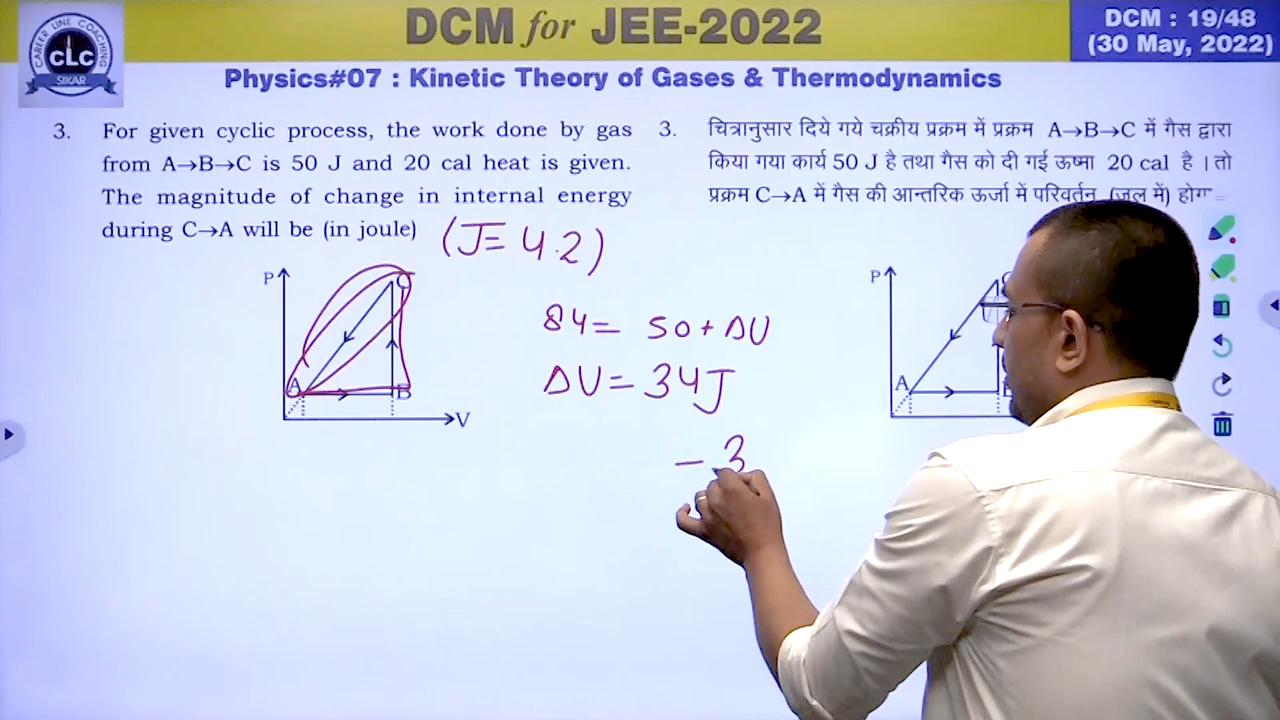 DCM for JEE-2022
DCM : 19/48
(30 May, 2022)
CAREER LINE COACHING
CLC
SIKAR
Physics#07 : Kinetic Theory of Gases & Thermodynamics
3. For given cyclic process, the work done by gas
from A→B→C is 50 J and 20 cal heat is given.
The magnitude of change in internal energy
during C→A will be (in joule)
(J= 4.2)
P
C
A
B
V
84= 50+ΔU
ΔU= 34J
- 3
3. चित्रानुसार दिये गये चक्रीय प्रक्रम में प्रक्रम A→B→C में गैस द्वारा
किया गया कार्य 50 J है तथा गैस को दी गई ऊष्मा 20 cal है। तो
प्रक्रम C→A में गैस की आन्तरिक ऊर्जा में परिवर्तन (जूल में)
P
A